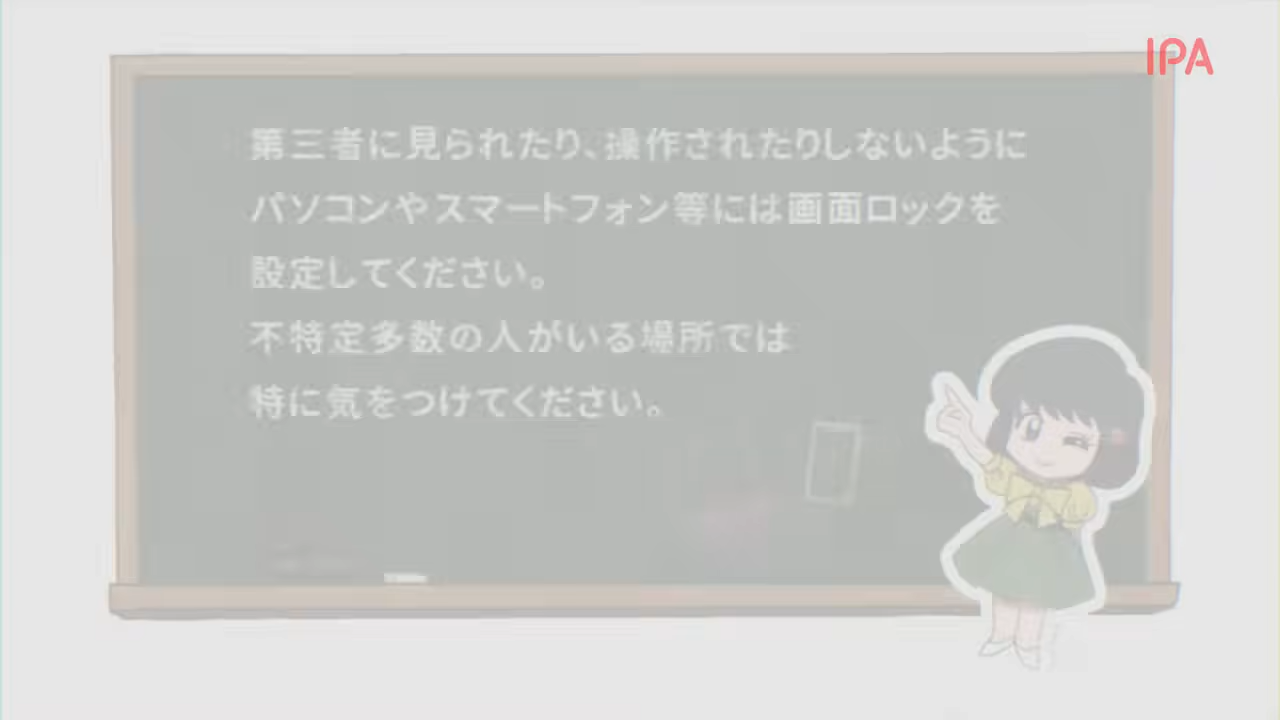 IPA
第三者に見られたり、操作されたりしないように
パソコンやスマートフォン等には画面ロックを
設定してください。
不特定多数の人がいる場所では
特に気をつけてください。